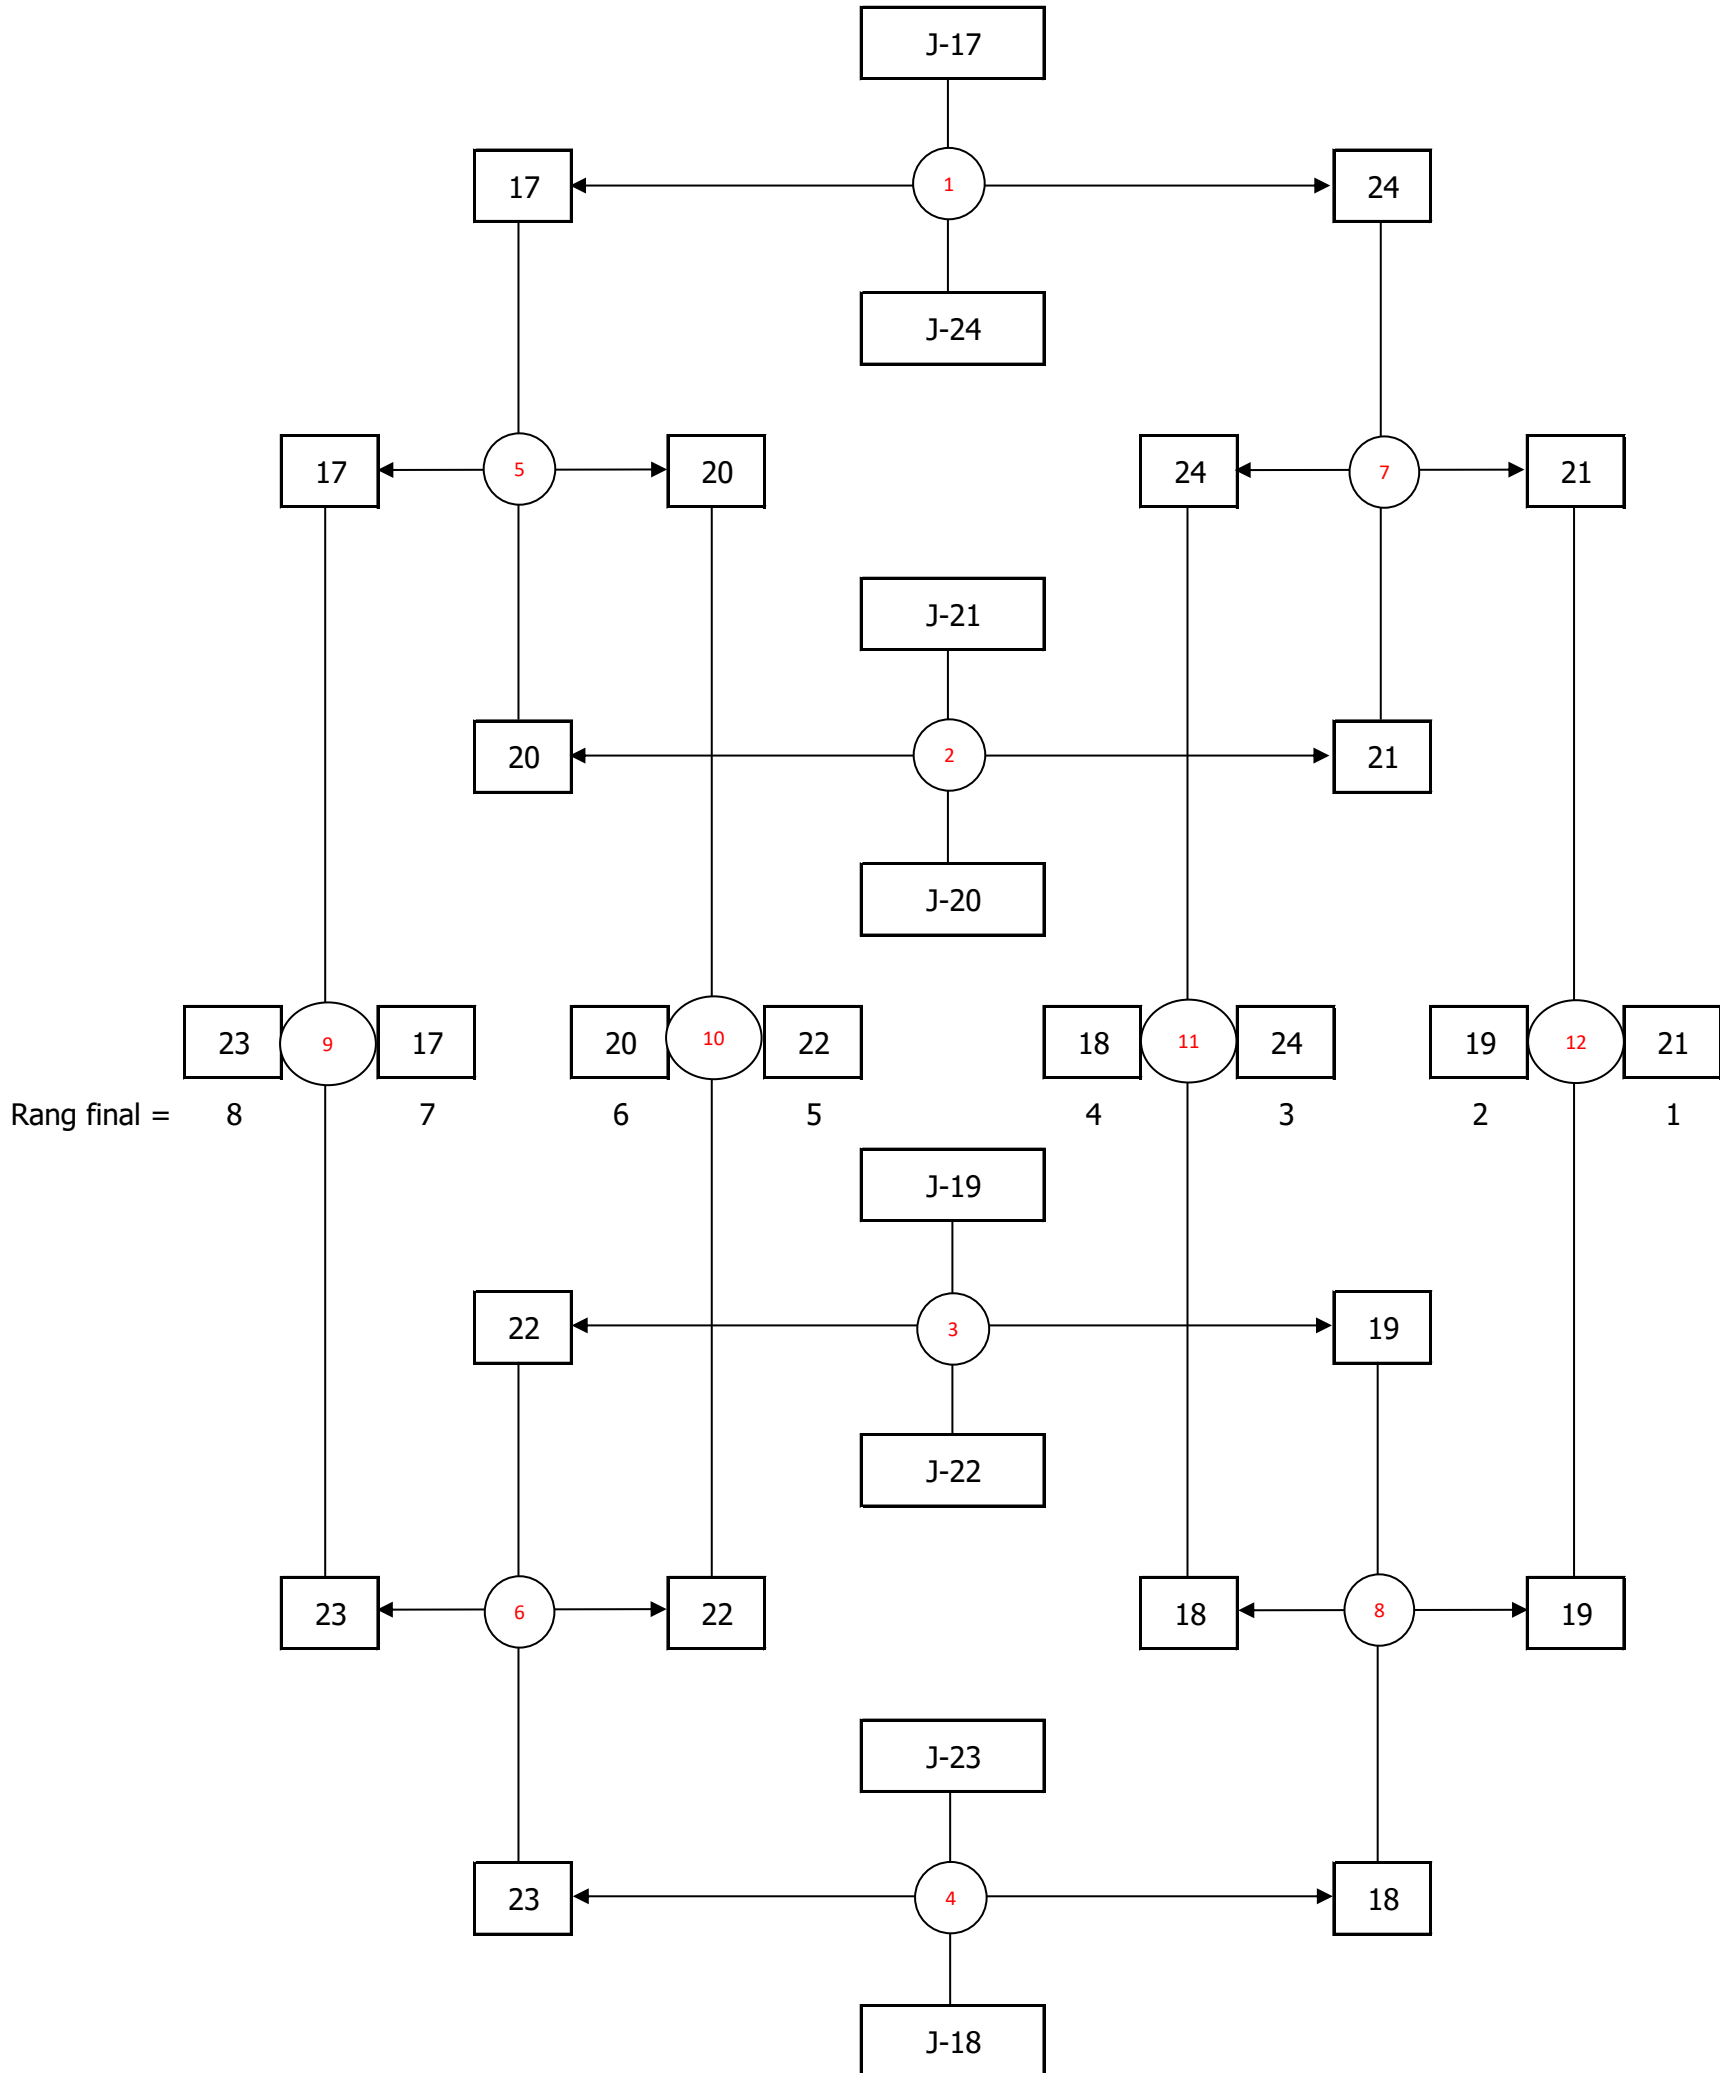 J-17
17 1 24
J-24
17 5 20 24 7 21
J-21
20 2 21
J-20
23 9 17 20 10 22 18 11 24 19 12 21
Rang final = 8 7 6 5 4 3 2 1
J-19
22 3 19
J-22
23 6 22 18 8 19
J-23
23 4 18
J-18